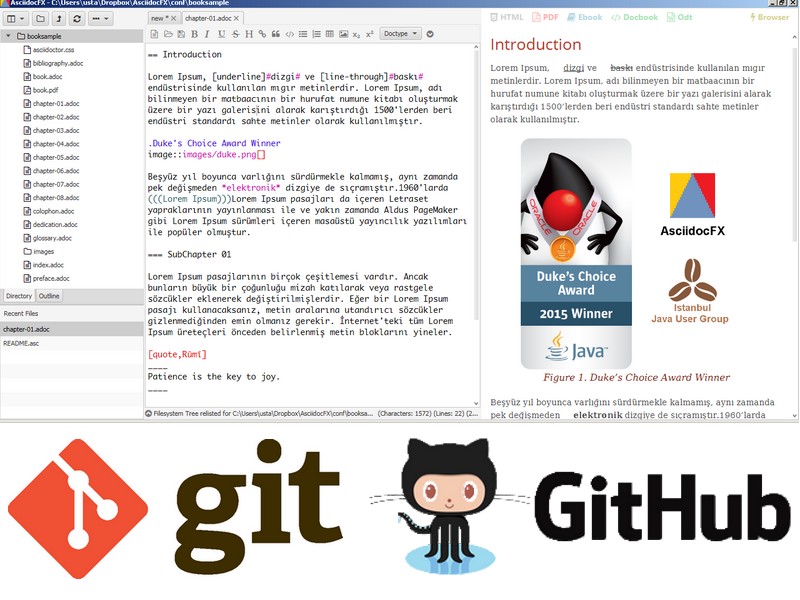 AsciidocFX - C:\Users\usta\Dropbox\AsciidocFX\conf\booksample
booksample
asciidoctor.css
bibliography.adoc
book.adoc
book.pdf
chapter-01.adoc
chapter-02.adoc
chapter-03.adoc
chapter-04.adoc
chapter-05.adoc
chapter-06.adoc
chapter-07.adoc
chapter-08.adoc
colophon.adoc
dedication.adoc
glossary.adoc
images
index.adoc
preface.adoc
Directory Outline
Recent Files
chapter-01.adoc
README.asc
new * chapter-01.adoc
B I U S H Doctype
== Introduction
Lorem Ipsum, [underline]#dizgi# ve [line-through]#baskı#
endüstrisinde kullanılan mıgır metinlerdir. Lorem Ipsum, adı
bilinmeyen bir matbaacının bir hurufat numune kitabı oluşturmak
üzere bir yazı galerisini alarak karıştırdığı 1500'lerden beri
endüstri standardı sahte metinler olarak kullanılmıştır.
.Duke's Choice Award Winner
image::images/duke.png[]
Beşyüz yıl boyunca varlığını sürdürmekle kalmamış, aynı zamanda
pek değişmeden *elektronik* dizgiye de sıçramıştır.1960'larda
(((Lorem Ipsum)))Lorem Ipsum pasajları da içeren Letraset
yapraklarının yayınlanması ile ve yakın zamanda Aldus PageMaker
gibi Lorem Ipsum sürümleri içeren masaüstü yayıncılık yazılımları
ile popüler olmuştur.
=== SubChapter 01
Lorem Ipsum pasajlarının birçok çeşitlemesi vardır. Ancak
bunların büyük bir çoğunluğu mizah katılarak veya rastgele
sözcükler eklenerek değiştirilmişlerdir. Eğer bir Lorem Ipsum
pasajı kullanacaksanız, metin aralarına utandırıcı sözcükler
gizlenmediğinden emin olmanız gerekir. İnternet'teki tüm Lorem
Ipsum üreteçleri önceden belirlenmiş metin bloklarını yineler.
[quote,Rûmî]
____
Patience is the key to joy.
____
Filesystem Tree relisted for C:\Users\usta\Dropbox\AsciidocFX\conf\booksa... (Characters: 1572) (Lines: 22) (2...
HTML PDF Ebook Docbook Odt Browser
Introduction
Lorem Ipsum, dizgi ve baskı endüstrisinde kullanılan mıgır
metinlerdir. Lorem Ipsum, adı bilinmeyen bir matbaacının bir
hurufat numune kitabı oluşturmak üzere bir yazı galerisini alarak
karıştırdığı 1500'lerden beri endüstri standardı sahte metinler
olarak kullanılmıştır.
ORACLE ORACLE
Duke's Choice
Award
2015 Winner
Java™
AsciidocFX
Istanbul
Java User Group
Figure 1. Duke's Choice Award Winner
Beşyüz yıl boyunca varlığını sürdürmekle kalmamış, aynı zamanda
pek değişmeden elektronik dizgiye de sıçramıştır.1960'larda
git GitHub